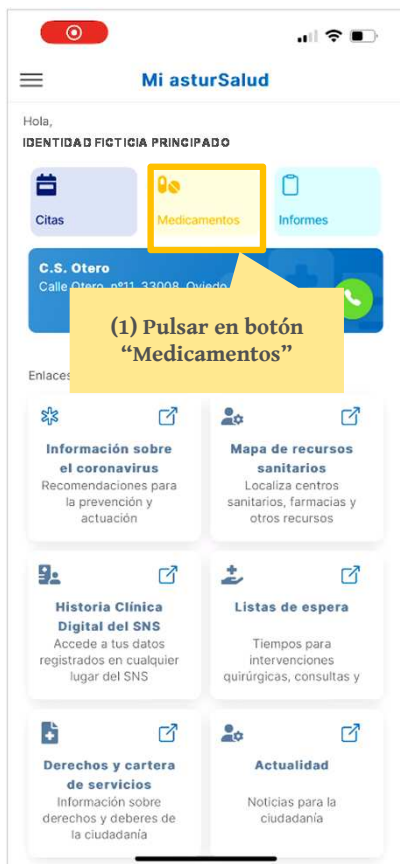 Mi asturSalud
Hola,
IDENTIDAD FICTICIA PRINCIPADO
Citas
Medicamentos
Informes
C.S. Otero
Calle Otero, nº11, 33008, Oviedo
(1) Pulsar en botón
“Medicamentos”
Enlaces
Información sobre
el coronavirus
Recomendaciones para
la prevención y
actuación
Mapa de recursos
sanitarios
Localiza centros
sanitarios, farmacias y
otros recursos
Historia Clínica
Digital del SNS
Accede a tus datos
registrados en cualquier
lugar del SNS
Listas de espera
Tiempos para
intervenciones
quirúrgicas, consultas y
Derechos y cartera
de servicios
Información sobre
derechos y deberes de
la ciudadanía
Actualidad
Noticias para la
ciudadanía